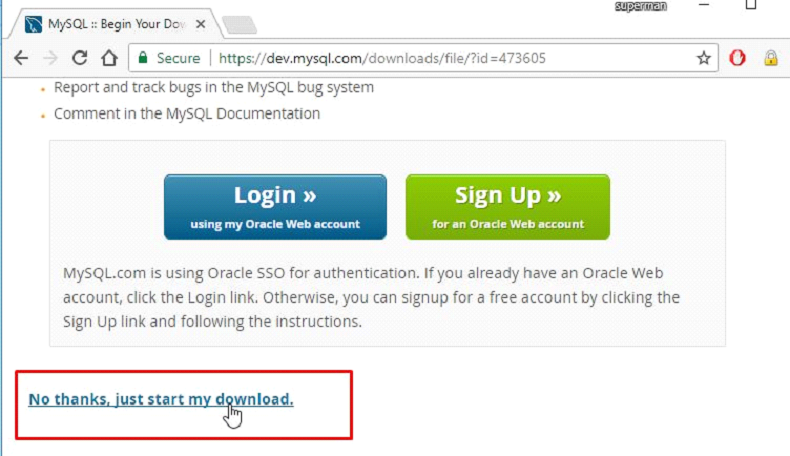 superman
MySQL :: Begin Your Dow
Secure | https://dev.mysql.com/downloads/file/?id=473605
Report and track bugs in the MySQL bug system
Comment in the MySQL Documentation
Login »
using my Oracle Web account
Sign Up »
for an Oracle Web account
MySQL.com is using Oracle SSO for authentication. If you already have an Oracle Web
account, click the Login link. Otherwise, you can signup for a free account by clicking the
Sign Up link and following the instructions.
No thanks, just start my download.